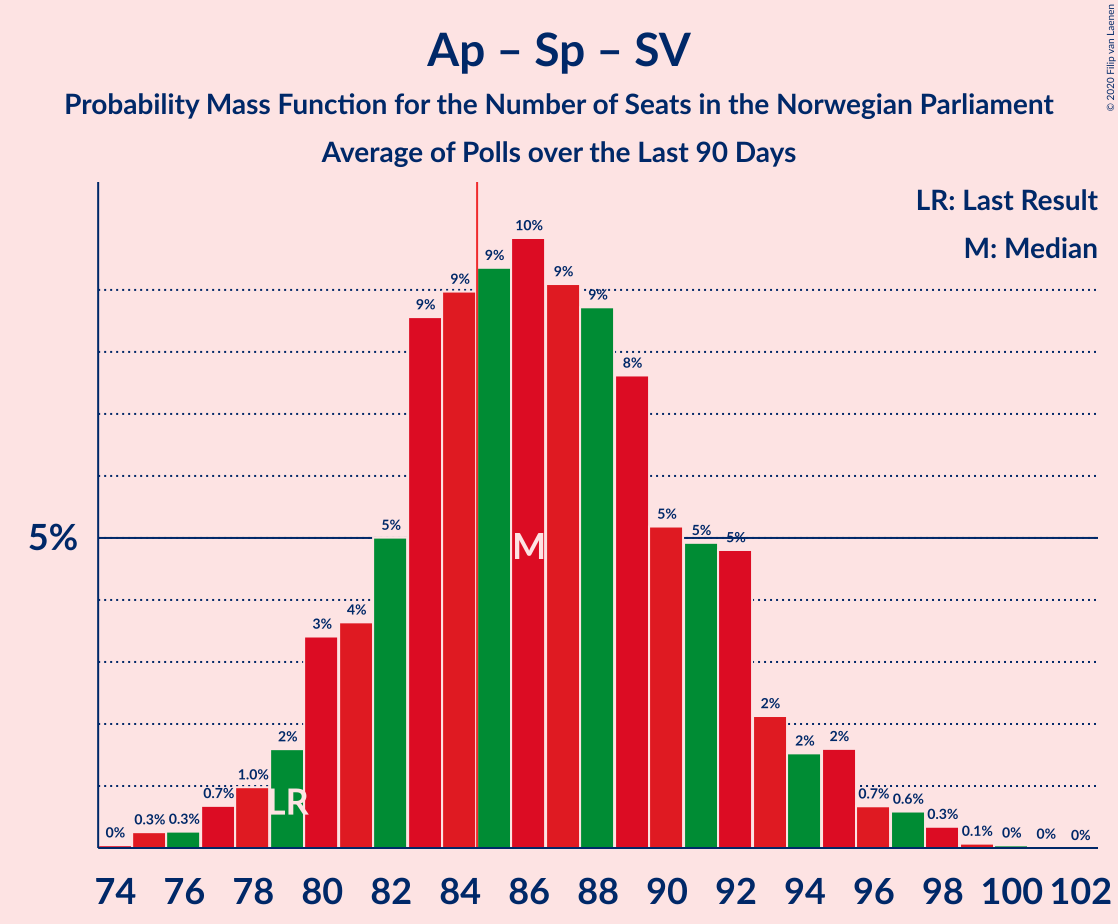 Ap – Sp – SV
Probability Mass Function for the Number of Seats in the Norwegian Parliament
Average of Polls over the Last 90 Days
© 2020 Filip van Laenen
LR: Last Result
M: Median
5%
0% 0.3% 0.3% 0.7% 1.0% 2% 3% 4% 5% 9% 9% 9% 10% 9% 9% 8% 5% 5% 5% 2% 2% 2% 0.7% 0.6% 0.3% 0.1% 0% 0% 0%
M
LR
74 76 78 80 82 84 86 88 90 92 94 96 98 100 102